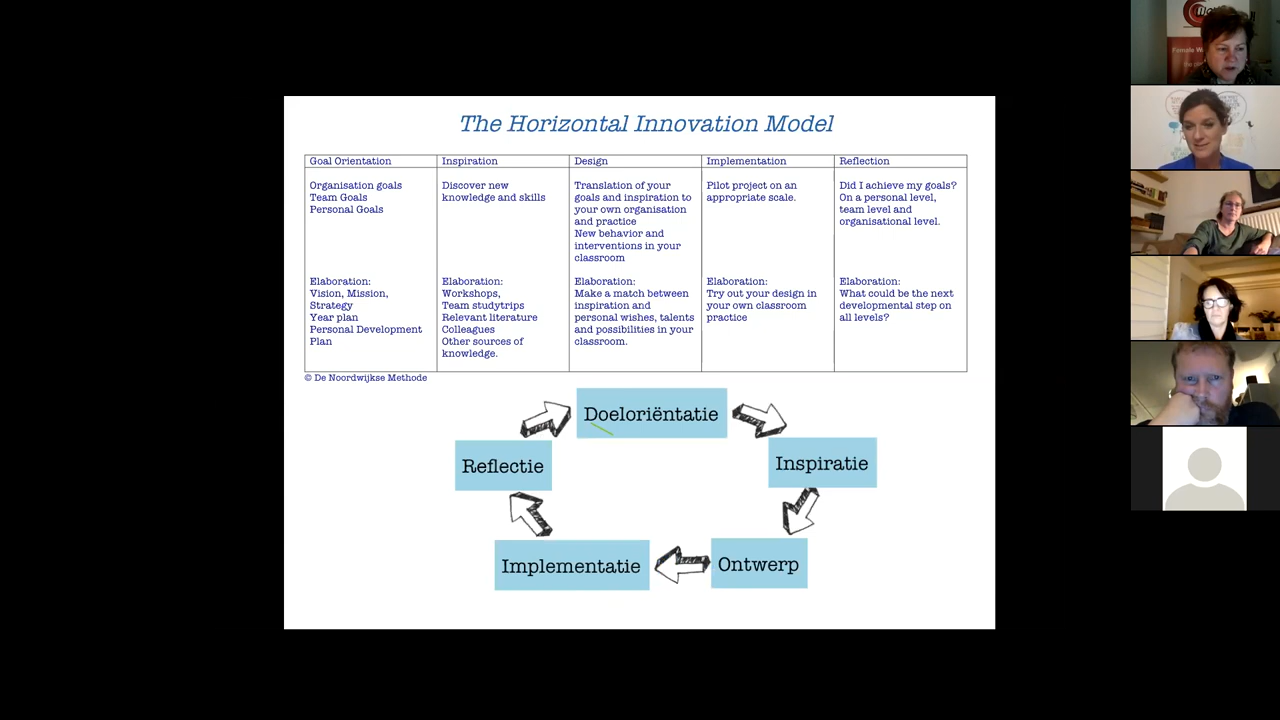 The Horizontal Innovation Model
Goal Orientation
Organisation goals
Team Goals
Personal Goals
Elaboration:
Vision, Mission,
Strategy
Year plan
Personal Development
Plan
Inspiration
Discover new
knowledge and skills
Elaboration:
Workshops,
Team studytrips
Relevant literature
Colleagues
Other sources of
knowledge.
Design
Translation of your
goals and inspiration to
your own organisation
and practice
New behavior and
interventions in your
classroom
Elaboration:
Make a match between
inspiration and
personal wishes, talents
and possibilities in your
classroom.
Implementation
Pilot project on an
appropriate scale.
Elaboration:
Try out your design in
your own classroom
practice
Reflection
Did I achieve my goals?
On a personal level,
team level and
organisational level.
Elaboration:
What could be the next
developmental step on
all levels?
© De Noordwijkse Methode
Doeloriëntatie
Inspiratie
Ontwerp
Implementatie
Reflectie